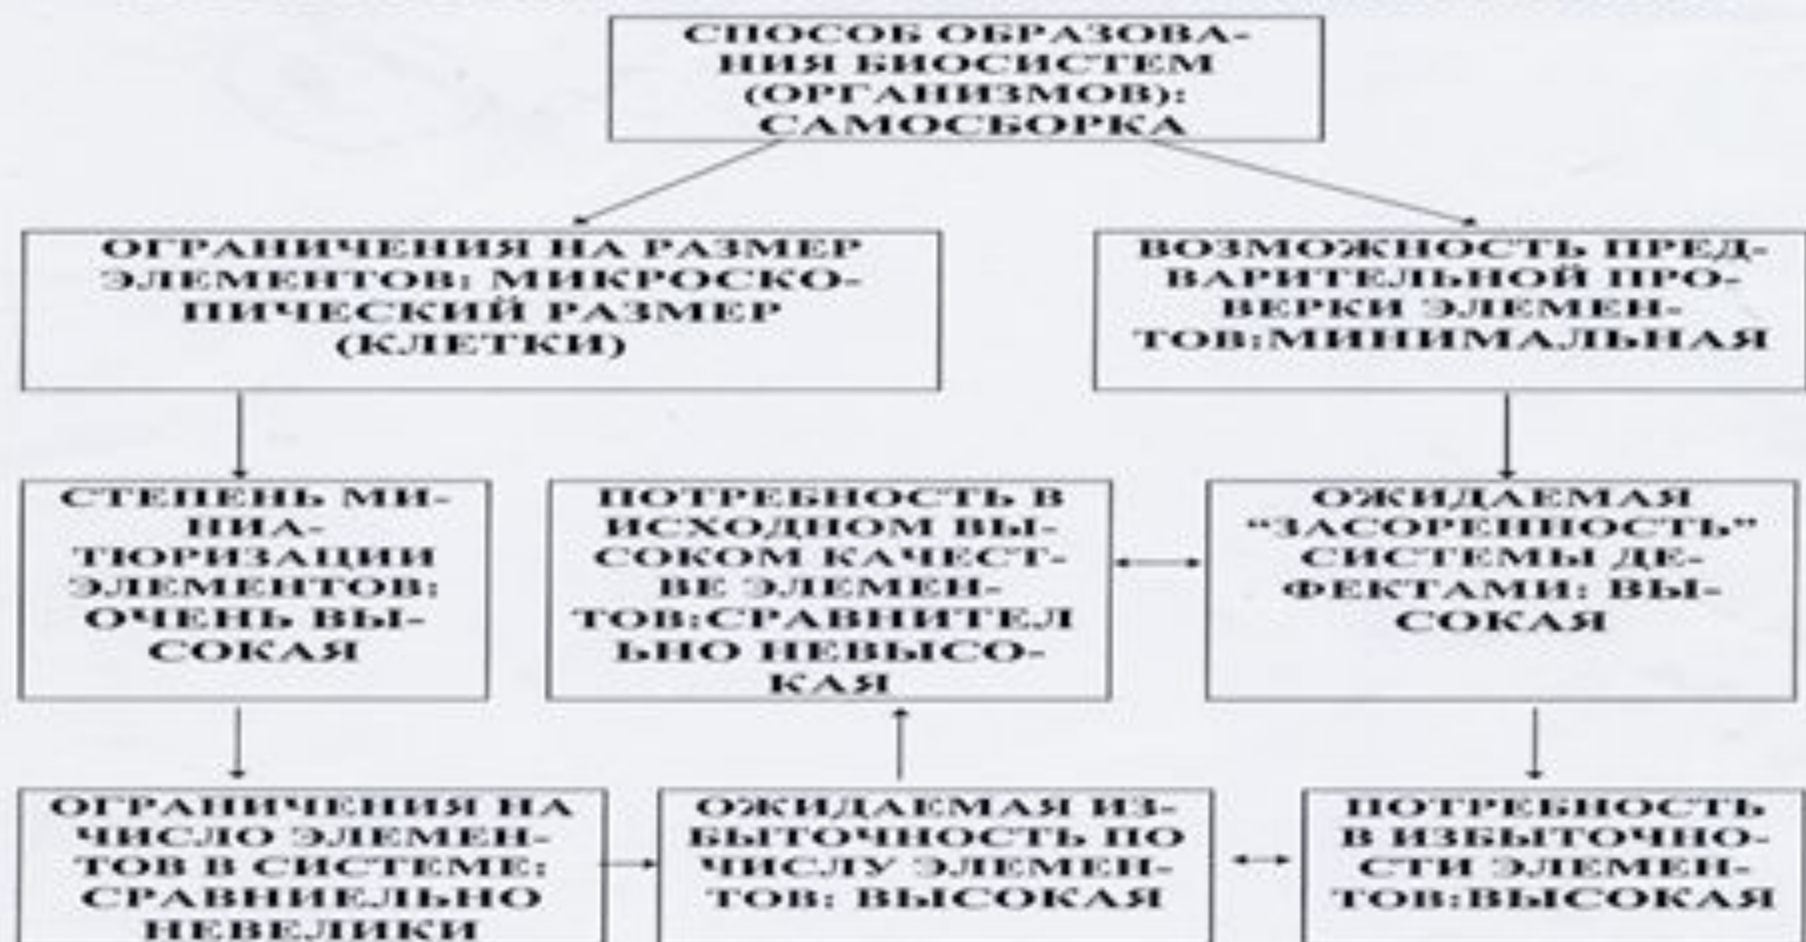 СПОСОБ ОБРАЗОВА-
НИЯ БИОСИСТЕМ
(ОРГАНИЗМОВ):
САМОСБОРКА
ОГРАНИЧЕНИЯ НА РАЗМЕР
ЭЛЕМЕНТОВ: МИКРОСКО-
ПИЧЕСКИЙ РАЗМЕР
(КЛЕТКИ)
ВОЗМОЖНОСТЬ ПРЕД-
ВАРИТЕЛЬНОЙ ПРО-
ВЕРКИ ЭЛЕМЕН-
ТОВ:МИНИМАЛЬНАЯ
СТЕПЕНЬ МИ-
НИА-
ТЮРИЗАЦИИ
ЭЛЕМЕНТОВ:
ОЧЕНЬ ВЫ-
СОКАЯ
ПОТРЕБНОСТЬ В
ИСХОДНОМ ВЫ-
СОКОМ КАЧЕСТ-
ВЕ ЭЛЕМЕН-
ТОВ:СРАВНИТЕЛ
ЬНО НЕВЫСО-
КАЯ
ОЖИДАЕМАЯ
“ЗАСОРЕННОСТЬ”
СИСТЕМЫ ДЕ-
ФЕКТАМИ: ВЫ-
СОКАЯ
ОГРАНИЧЕНИЯ НА
ЧИСЛО ЭЛЕМЕН-
ТОВ В СИСТЕМЕ:
СРАВНИЕЛЬНО
НЕВЕЛИКИ
ОЖИДАЕМАЯ ИЗ-
БЫТОЧНОСТЬ ПО
ЧИСЛУ ЭЛЕМЕН-
ТОВ: ВЫСОКАЯ
ПОТРЕБНОСТЬ
В ИЗБЫТОЧНО-
СТИ ЭЛЕМЕН-
ТОВ:ВЫСОКАЯ